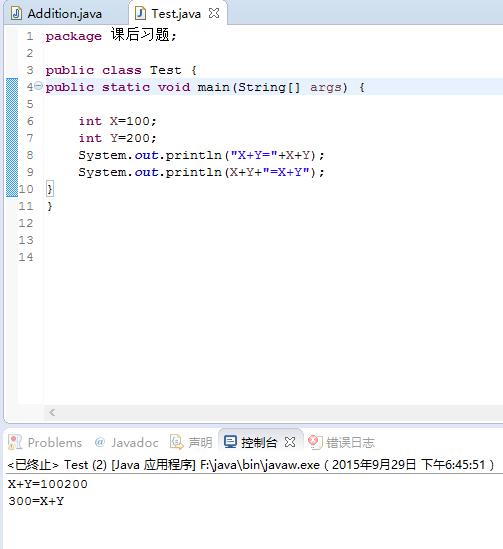 Addition.java Test.java
1 package 课后习题;
2
3 public class Test {
4 public static void main(String[] args) {
5
6 int X=100;
7 int Y=200;
8 System.out.println("X+Y="+X+Y);
9 System.out.println(X+Y+"=X+Y");
10 }
11 }
12
13
14
Problems @ Javadoc 声明 控制台 错误日志
<已终止> Test (2) [Java 应用程序] F:\java\bin\javaw.exe ( 2015年9月29日 下午6:45:51 )
X+Y=100200
300=X+Y